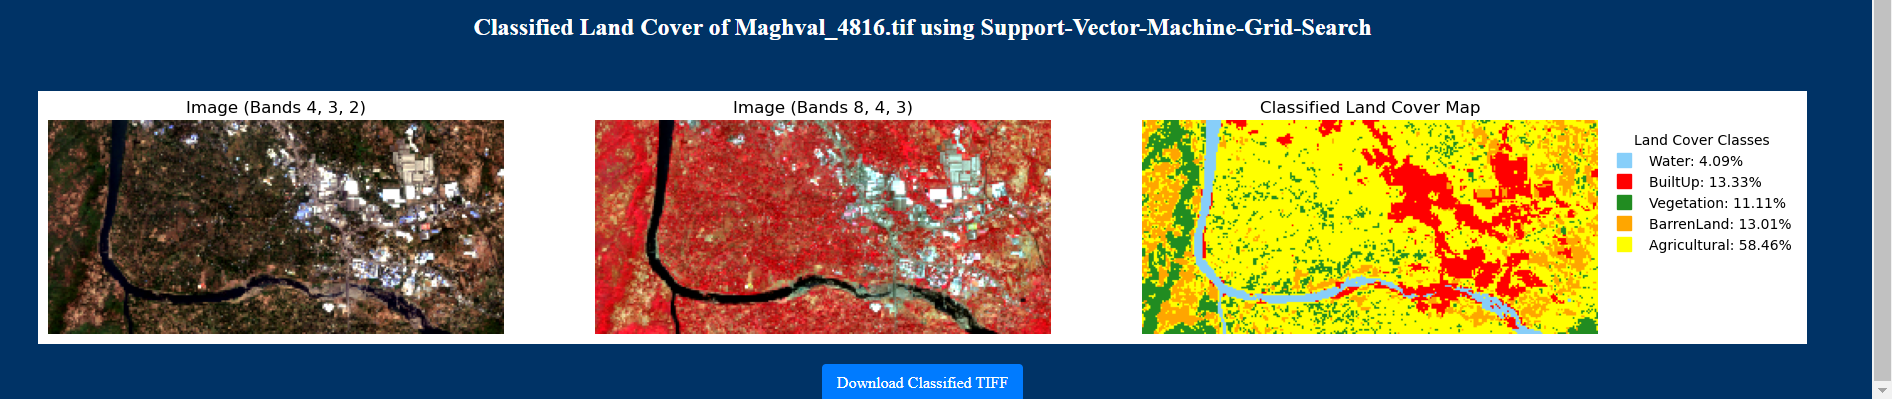 Classified Land Cover of Maghval_4816.tif using Support-Vector-Machine-Grid-Search
Image (Bands 4, 3, 2)
Image (Bands 8, 4, 3)
Classified Land Cover Map
Land Cover Classes
Water: 4.09%
BuiltUp: 13.33%
Vegetation: 11.11%
BarrenLand: 13.01%
Agricultural: 58.46%
Download Classified TIFF